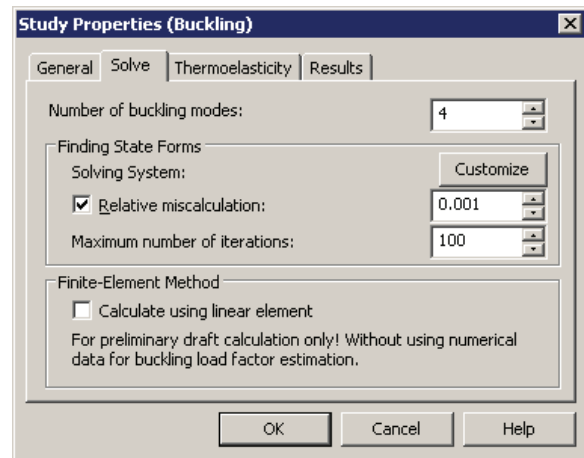 Study Properties (Buckling)
General Solve Thermoelasticity Results
Number of buckling modes: 4
Finding State Forms
Solving System: Customize
Relative miscalculation: 0.001
Maximum number of iterations: 100
Finite-Element Method
Calculate using linear element
For preliminary draft calculation only! Without using numerical
data for buckling load factor estimation.
OK Cancel Help